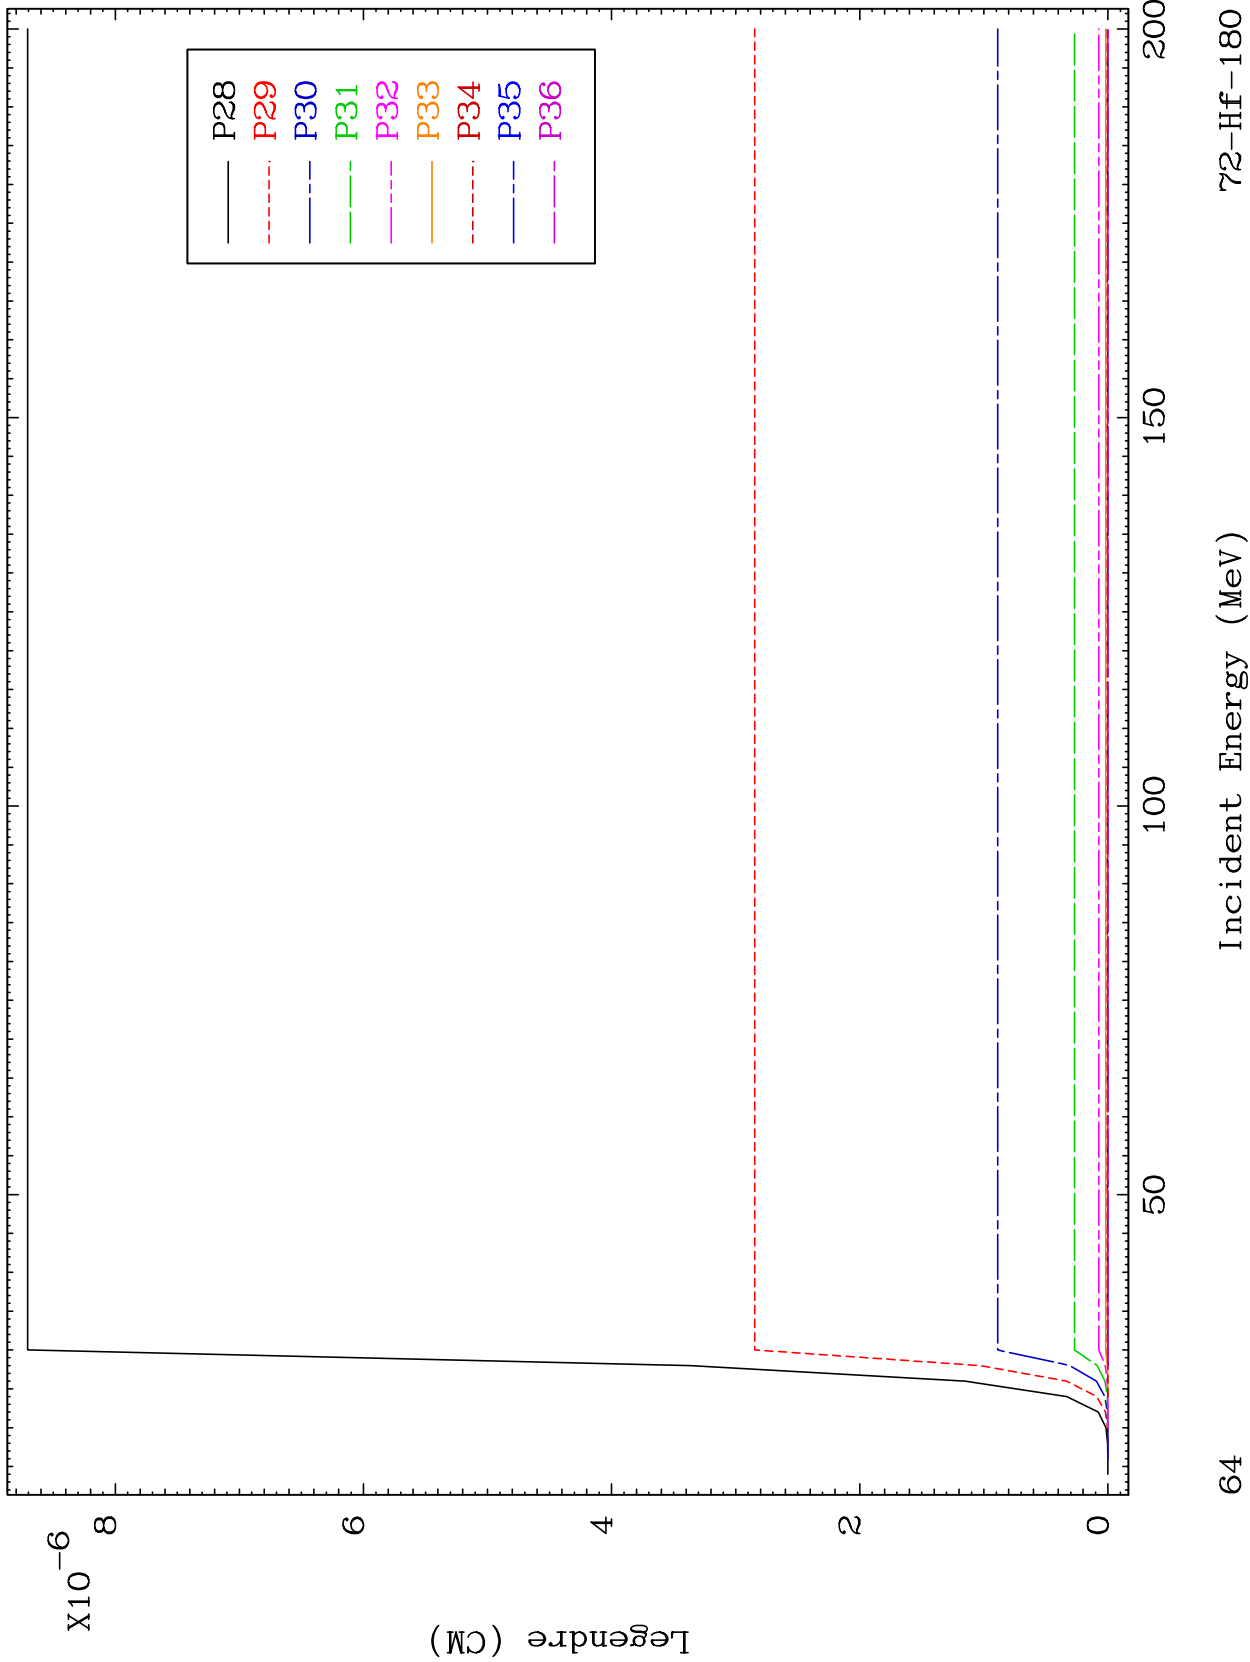 X10-6
8
6
4
2
0
Legendre (CM)
P28
P29
P30
P31
P32
P33
P34
P35
P36
50
100
150
200
Incident Energy (MeV)
64
72-Hf-180